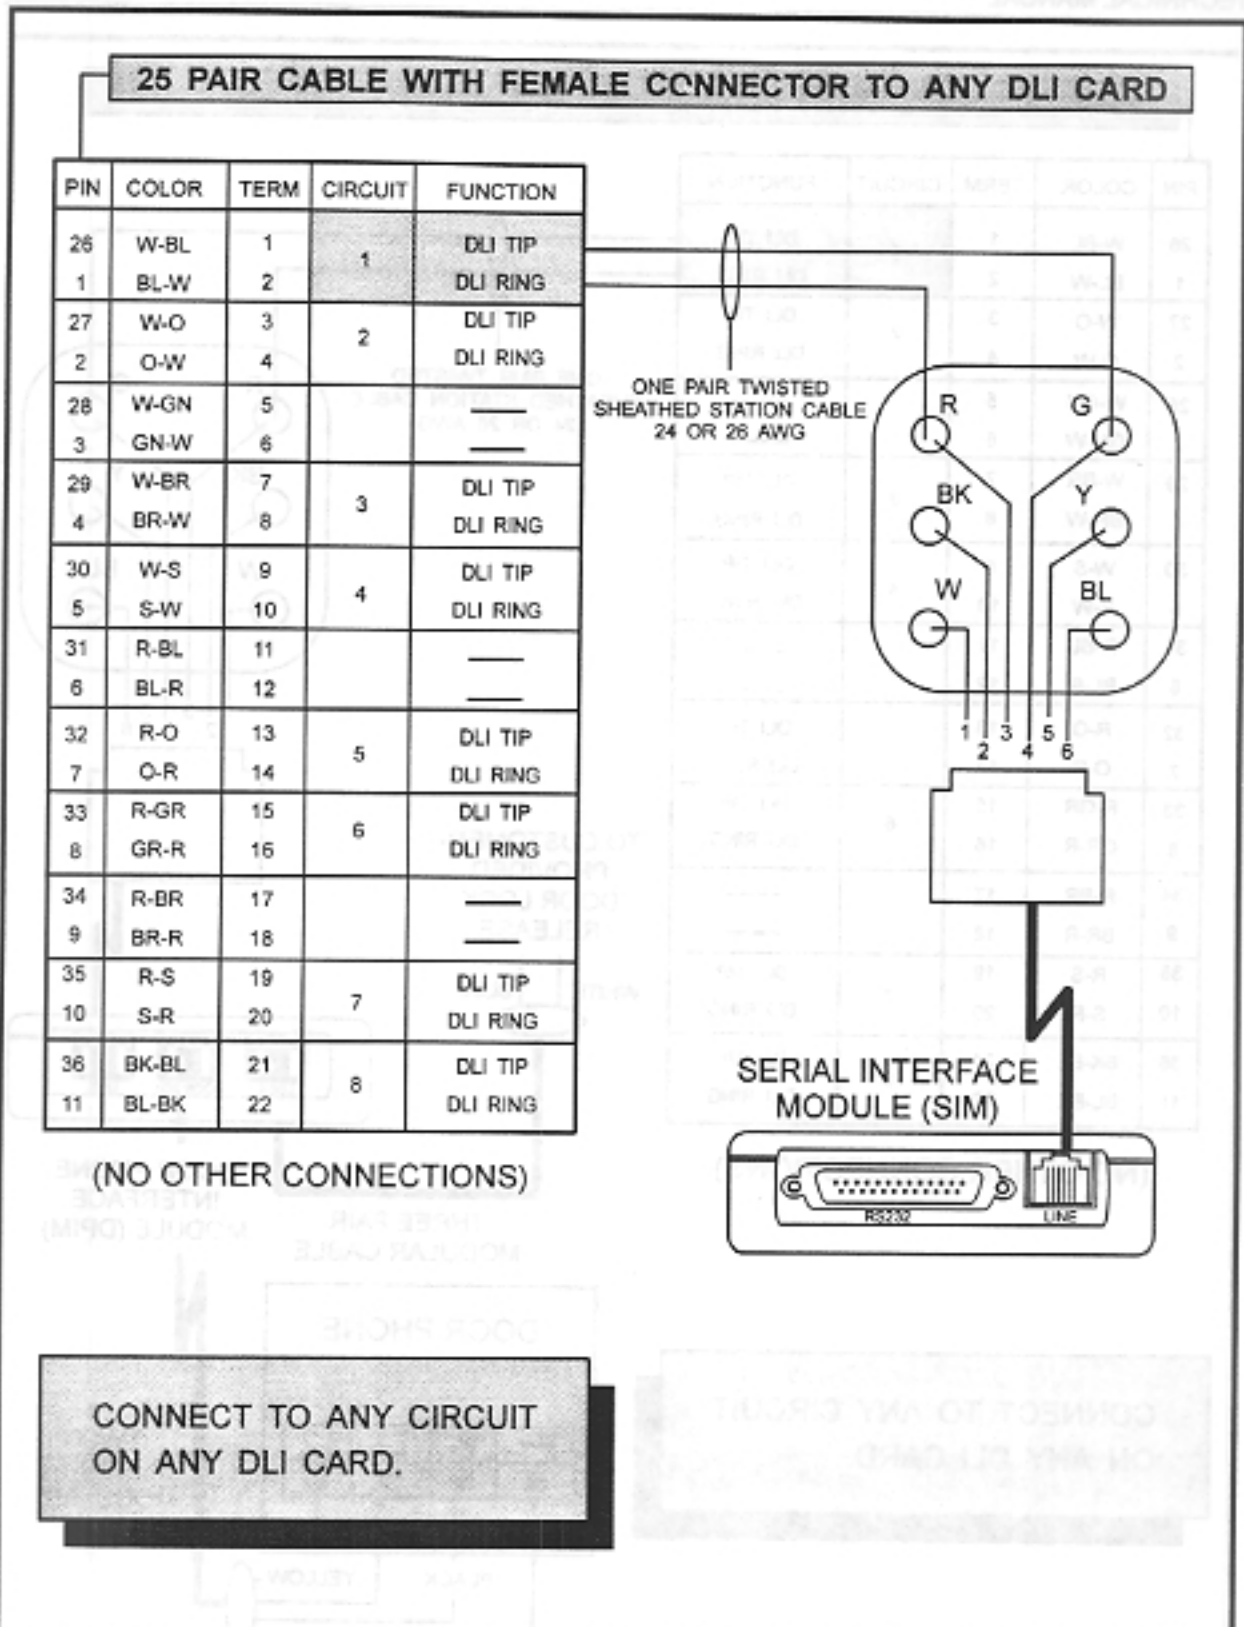 25 PAIR CABLE WITH FEMALE CONNECTOR TO ANY DLI CARD
PIN COLOR TERM CIRCUIT FUNCTION
26 W-BL 1 1 DLI TIP
1 BL-W 2 DLI RING
27 W-O 3 2 DLI TIP
2 O-W 4 DLI RING
28 W-GN 5
3 GN-W 6
29 W-BR 7 3 DLI TIP
4 BR-W 8 DLI RING
30 W-S 9 4 DLI TIP
5 S-W 10 DLI RING
31 R-BL 11
6 BL-R 12
32 R-O 13 5 DLI TIP
7 O-R 14 DLI RING
33 R-GR 15 6 DLI TIP
8 GR-R 16 DLI RING
34 R-BR 17
9 BR-R 18
35 R-S 19 7 DLI TIP
10 S-R 20 DLI RING
36 BK-BL 21 8 DLI TIP
11 BL-BK 22 DLI RING
(NO OTHER CONNECTIONS)
ONE PAIR TWISTED
SHEATHED STATION CABLE
24 OR 26 AWG
R G
BK Y
W BL
1 2 3 4 5 6
SERIAL INTERFACE
MODULE (SIM)
RS232 LINE
CONNECT TO ANY CIRCUIT
ON ANY DLI CARD.